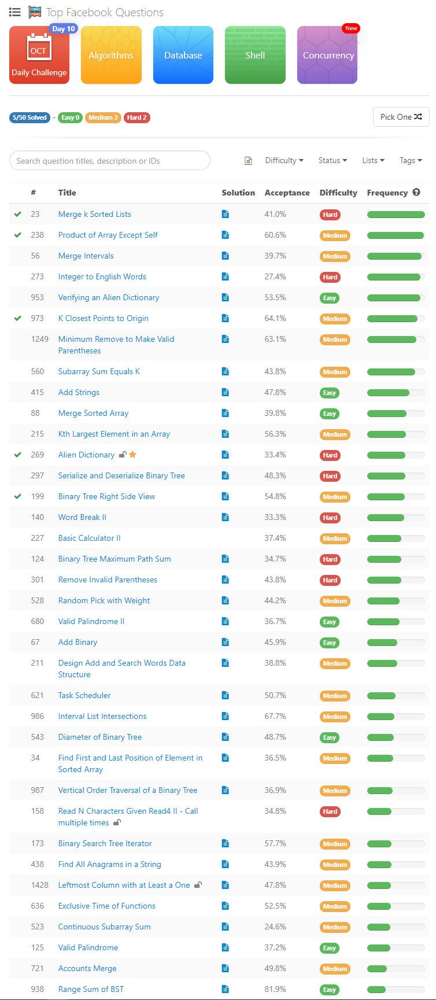 Top Facebook Questions
Day 10
OCT
Daily Challenge
Algorithms
Database
Shell
New
Concurrency
5/50 Solved - Easy 0 Medium 3 Hard 2
Pick One
Search question titles, description or IDs
Difficulty Status Lists Tags
# Title Solution Acceptance Difficulty Frequency ?
23 Merge k Sorted Lists 41.0% Hard
238 Product of Array Except Self 60.6% Medium
56 Merge Intervals 39.7% Medium
273 Integer to English Words 27.4% Hard
953 Verifying an Alien Dictionary 53.5% Easy
973 K Closest Points to Origin 64.1% Medium
1249 Minimum Remove to Make Valid 63.1% Medium
Parentheses
560 Subarray Sum Equals K 43.8% Medium
415 Add Strings 47.8% Easy
88 Merge Sorted Array 39.8% Easy
215 Kth Largest Element in an Array 56.3% Medium
269 Alien Dictionary 33.4% Hard
297 Serialize and Deserialize Binary Tree 48.3% Hard
199 Binary Tree Right Side View 54.8% Medium
140 Word Break II 33.3% Hard
227 Basic Calculator II 37.4% Medium
124 Binary Tree Maximum Path Sum 34.7% Hard
301 Remove Invalid Parentheses 43.8% Hard
528 Random Pick with Weight 44.2% Medium
680 Valid Palindrome II 36.7% Easy
67 Add Binary 45.9% Easy
211 Design Add and Search Words Data 38.8% Medium
Structure
621 Task Scheduler 50.7% Medium
986 Interval List Intersections 67.7% Medium
543 Diameter of Binary Tree 48.7% Easy
34 Find First and Last Position of Element in 36.5% Medium
Sorted Array
987 Vertical Order Traversal of a Binary Tree 36.9% Medium
158 Read N Characters Given Read4 II - Call 34.8% Hard
multiple times
173 Binary Search Tree Iterator 57.7% Medium
438 Find All Anagrams in a String 43.9% Medium
1428 Leftmost Column with at Least a One 47.8% Medium
636 Exclusive Time of Functions 52.5% Medium
523 Continuous Subarray Sum 24.6% Medium
125 Valid Palindrome 37.2% Easy
721 Accounts Merge 49.8% Medium
938 Range Sum of BST 81.9% Easy